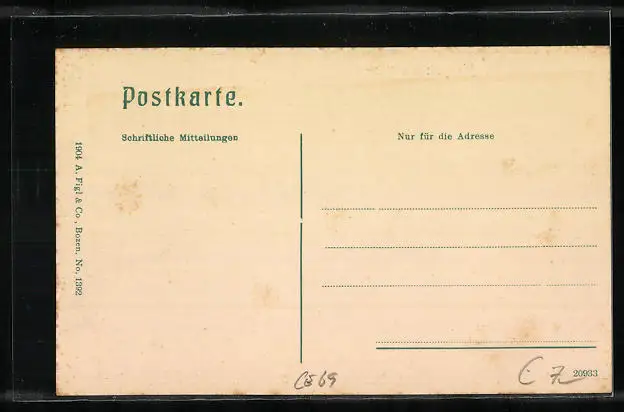 Postkarte.
Schriftliche Mitteilungen
Nur für die Adresse
1904 A. Figl & Co., Bozen. No, 1392
20933